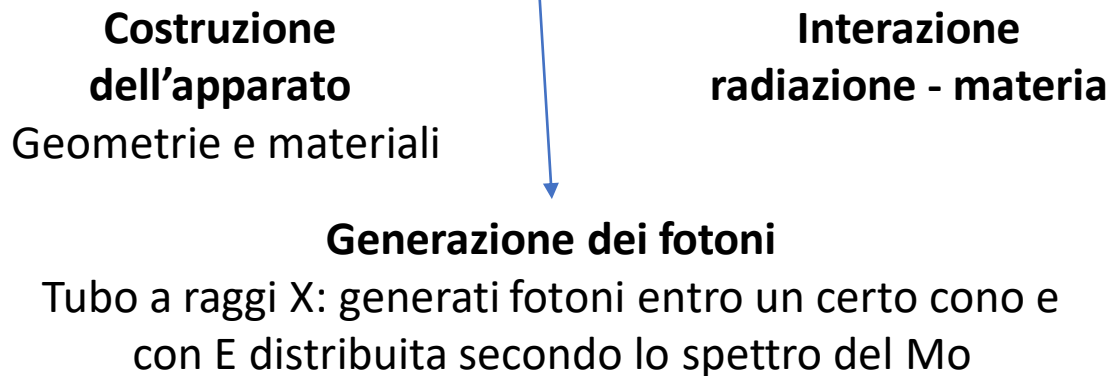 Costruzione
dell’apparato
Geometrie e materiali
Interazione
radiazione - materia
Generazione dei fotoni
Tubo a raggi X: generati fotoni entro un certo cono e
con E distribuita secondo lo spettro del Mo